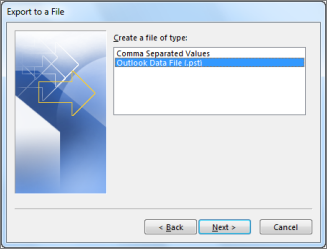 Export to a File
Create a file of type:
Comma Separated Values
Outlook Data File (.pst)
< Back
Next >
Cancel